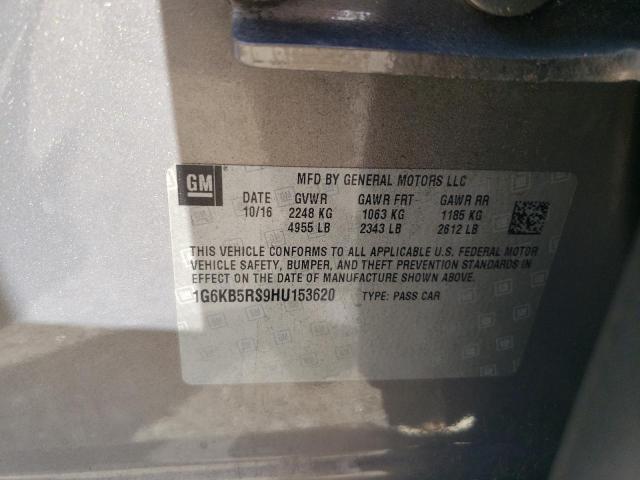 GM
MFD BY GENERAL MOTORS LLC
DATE GVWR GAWR FRT GAWR RR
10/16 2248 KG 1063 KG 1185 KG
4955 LB 2343 LB 2612 LB
THIS VEHICLE CONFORMS TO ALL APPLICABLE U.S. FEDERAL MOTOR
VEHICLE SAFETY, BUMPER, AND THEFT PREVENTION STANDARDS IN
EFFECT ON THE DATE OF MANUFACTURE SHOWN ABOVE.
1G6KB5RS9HU153620 TYPE: PASS CAR